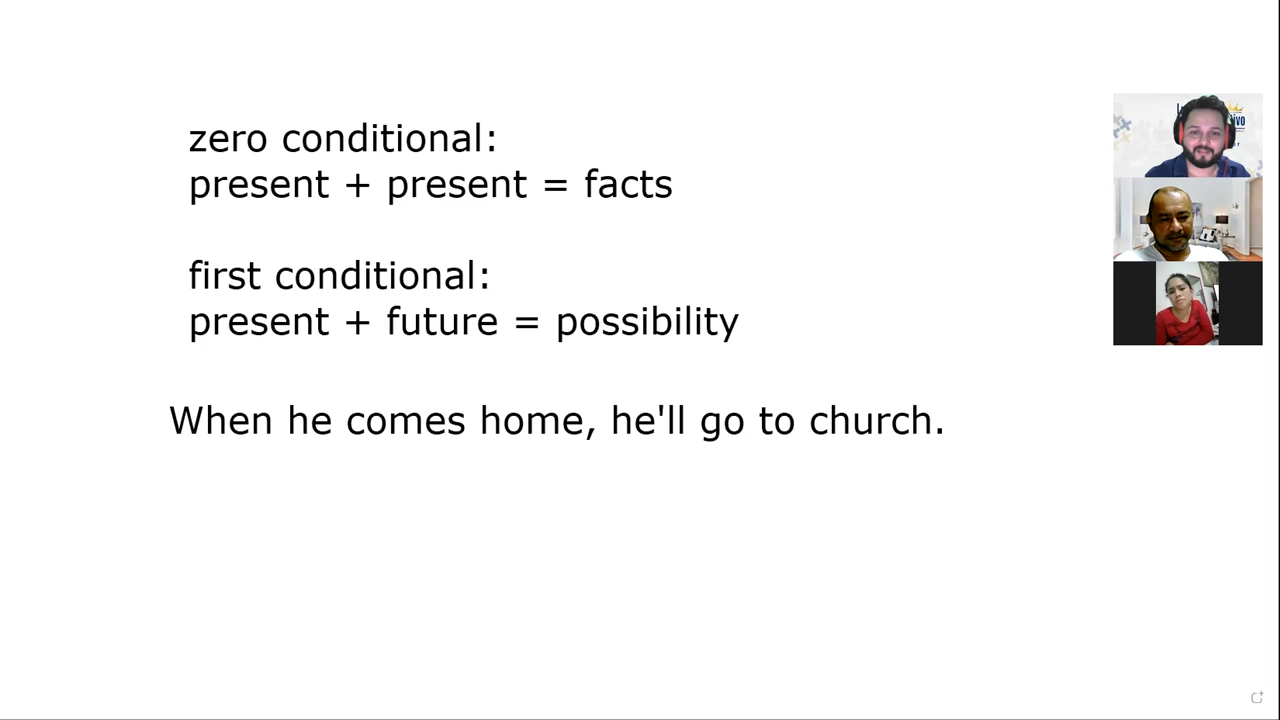 zero conditional:
present + present = facts
first conditional:
present + future = possibility
When he comes home, he'll go to church.